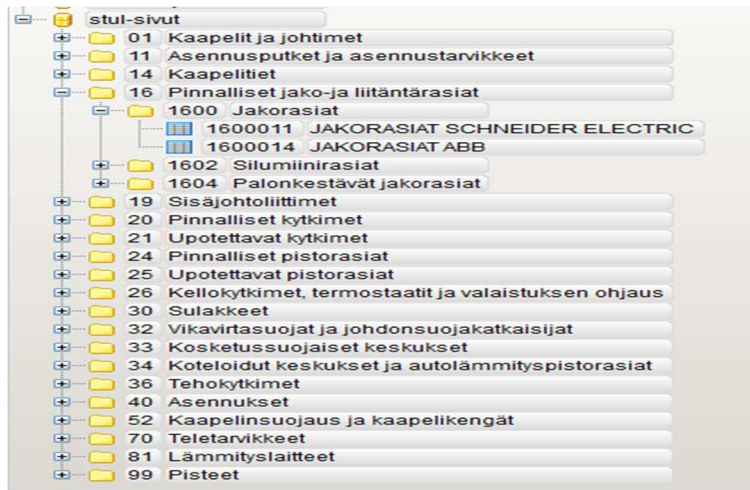 stul-sivut
01 Kaapelit ja johtimet
11 Asennusputket ja asennustarvikkeet
14 Kaapelitiet
16 Pinnalliset jako-ja liitäntärasiat
1600 Jakorasiat
1600011 JAKORASIAT SCHNEIDER ELECTRIC
1600014 JAKORASIAT ABB
1602 Silumiinirasiat
1604 Palonkestävät jakorasiat
19 Sisäjohtoliittimet
20 Pinnalliset kytkimet
21 Upotettavat kytkimet
24 Pinnalliset pistorasiat
25 Upotettavat pistorasiat
26 Kellokytkimet, termostaatit ja valaistuksen ohjaus
30 Sulakkeet
32 Vikavirtasuojat ja johdonsuojakatkaisijat
33 Kosketussuojaiset keskukset
34 Koteloidut keskukset ja autolämmityspistorasiat
36 Tehokytkimet
40 Asennukset
52 Kaapelinsuojaus ja kaapelikengät
70 Teletarvikkeet
81 Lämmityslaitteet
99 Pisteet